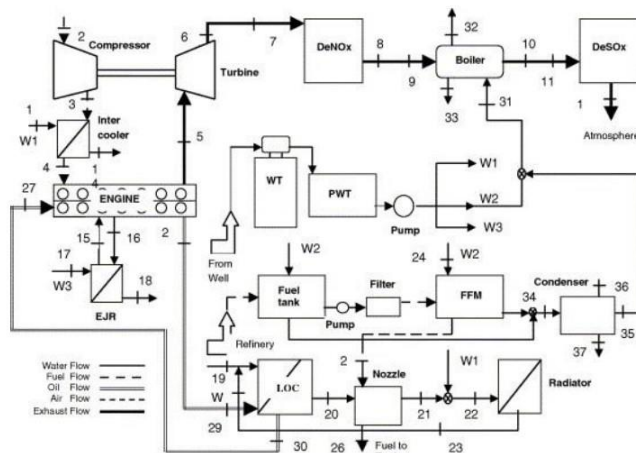 2
Compressor
6
7
DeNOx
8
9
32
Boiler
10
11
DeSOx
Turbine
3
33
31
1
Atmosphere
1
W1
Inter
cooler
5
4
1
27
4
ENGINE
WT
PWT
Pump
W1
W2
W3
15
16
2
17
W3
18
EJR
From
Well
W2
24
W2
Fuel
tank
Filter
FFM
Condenser
36
34
35
Pump
37
Refinery
Water Flow
Fuel Flow
Oil Flow
Air Flow
Exhaust Flow
19
LOC
2
Nozzle
W1
Radiator
W
20
21
22
29
30
26
Fuel to
23